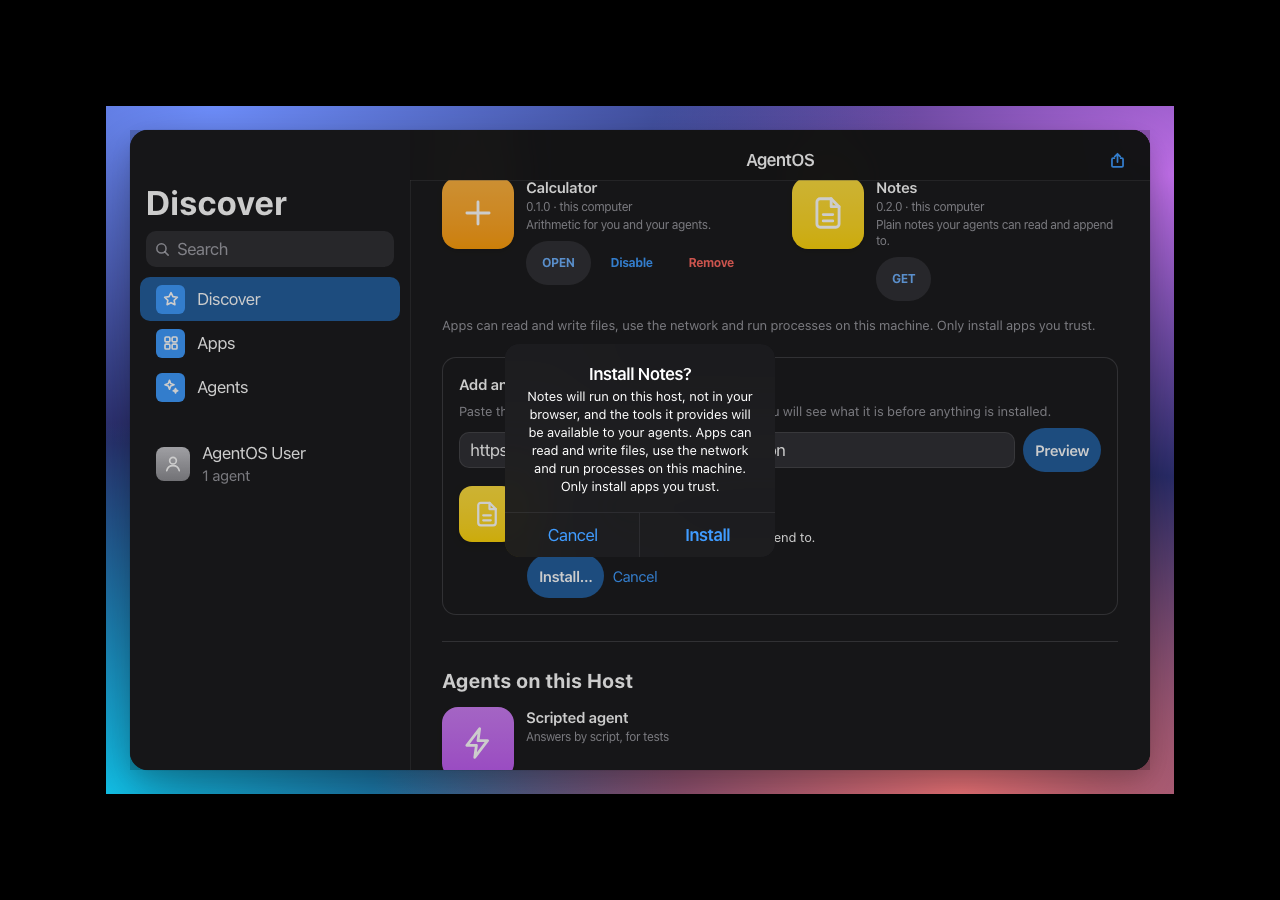 AgentOS
Discover
Search
Discover
Apps
Agents
AgentOS User
1 agent
Calculator
0.1.0 · this computer
Arithmetic for you and your agents.
OPEN
Disable
Remove
Notes
0.2.0 · this computer
Plain notes your agents can read and append
to.
GET
Apps can read and write files, use the network and run processes on this machine. Only install apps you trust.
Add an
Paste th
u will see what it is before anything is installed.
https
on
Preview
end to.
Install...
Cancel
Install Notes?
Notes will run on this host, not in your
browser, and the tools it provides will
be available to your agents. Apps can
read and write files, use the network
and run processes on this machine.
Only install apps you trust.
Cancel
Install
Agents on this Host
Scripted agent
Answers by script, for tests